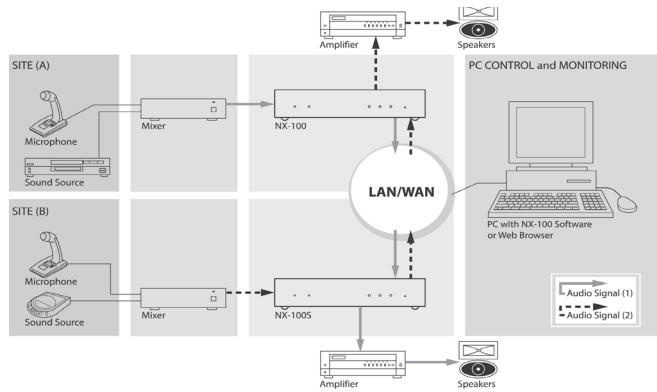 Amplifier
Speakers
SITE (A)
PC CONTROL and MONITORING
Microphone
Mixer
NX-100
Sound Source
LAN/WAN
PC with NX-100 Software
or Web Browser
SITE (B)
Microphone
Sound Source
Mixer
NX-100S
Audio Signal (1)
Audio Signal (2)
Amplifier
Speakers